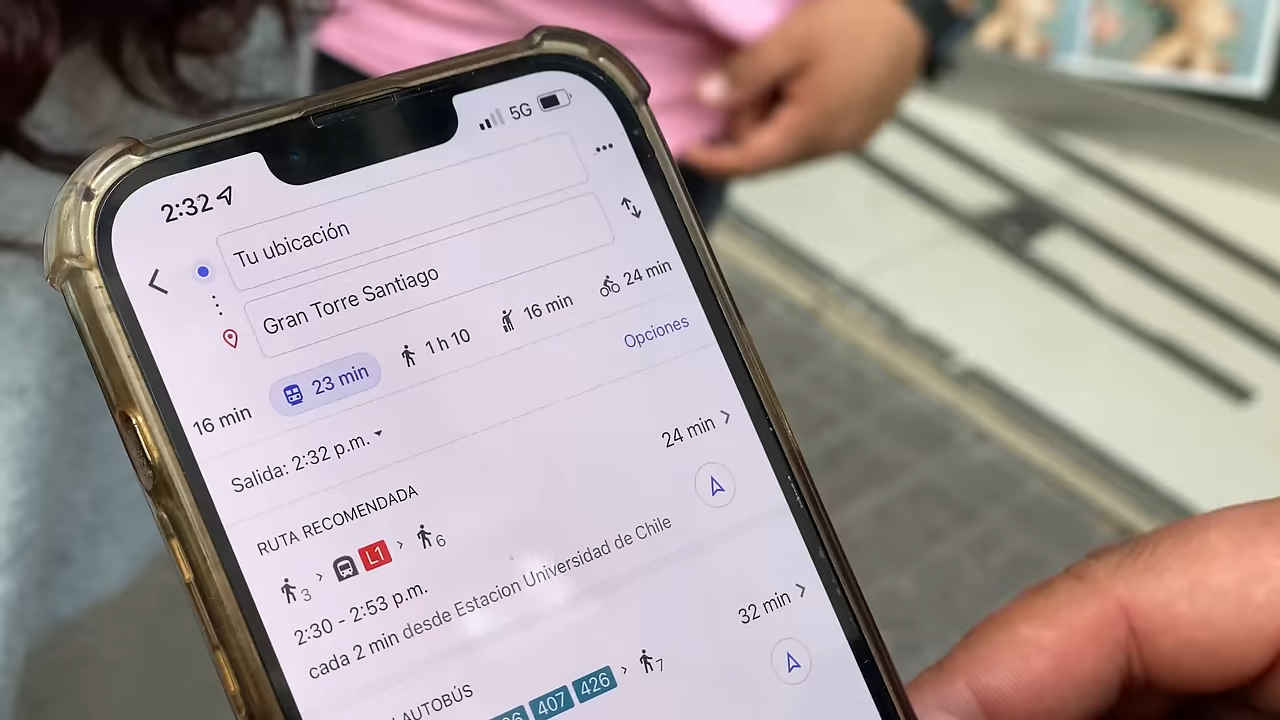 2:32 5G
Tu ubicación
Gran Torre Santiago
16 min 23 min 1 h 10 16 min 24 min
Opciones
Salida: 2:32 p.m.
RUTA RECOMENDADA 24 min
3 L1 6
2:30 - 2:53 p.m.
cada 2 min desde Estacion Universidad de Chile
AUTOBÚS 32 min
407 426 7